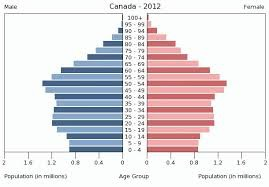 Male Canada - 2012 Female
100+
95 - 99
90 - 94
85 - 89
80 - 84
75 - 79
70 - 74
65 - 69
60 - 64
55 - 59
50 - 54
45 - 49
40 - 44
35 - 39
30 - 34
25 - 29
20 - 24
15 - 19
10 - 14
5 - 9
0 - 4
2 1.6 1.2 0.8 0.4 0 0 0.4 0.8 1.2 1.6 2
Population (in millions) Age Group Population (in millions)